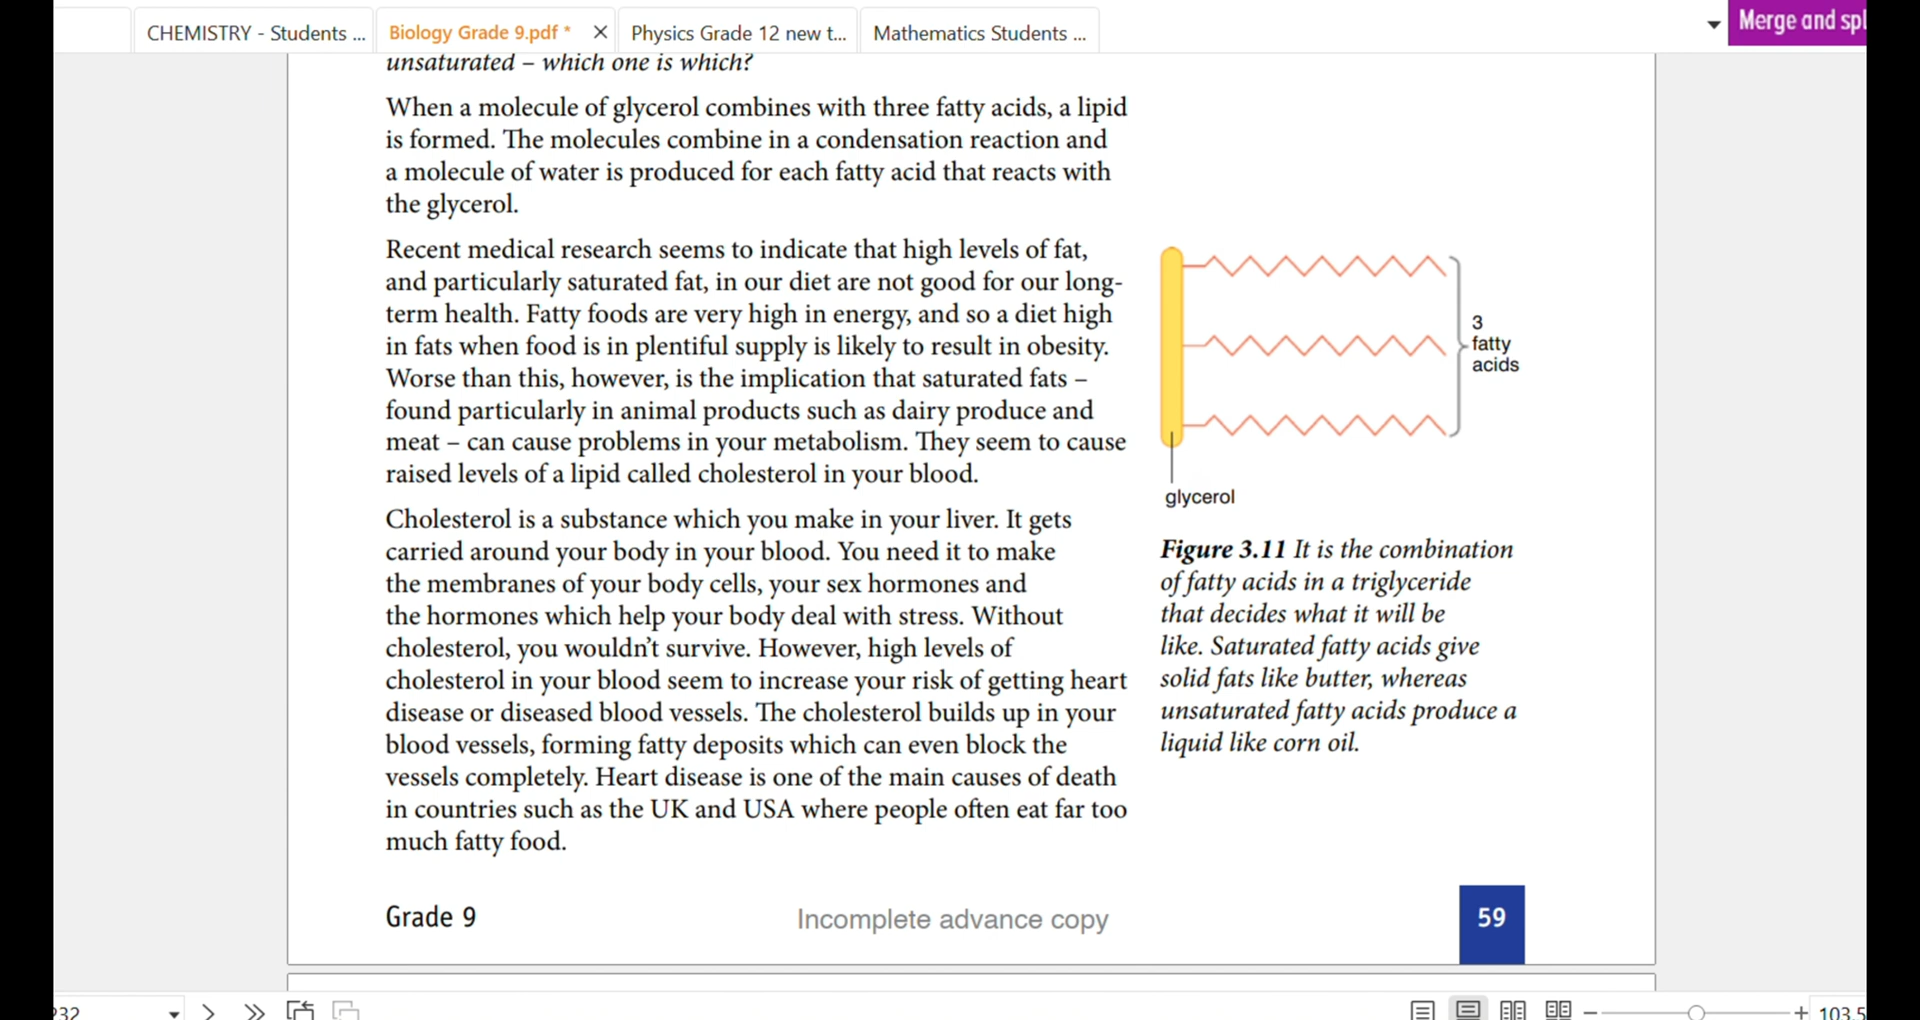 CHEMISTRY - Students ...
Biology Grade 9.pdf *
Physics Grade 12 new t...
Mathematics Students ...
Merge and spl
unsaturated – which one is which?
When a molecule of glycerol combines with three fatty acids, a lipid
is formed. The molecules combine in a condensation reaction and
a molecule of water is produced for each fatty acid that reacts with
the glycerol.
Recent medical research seems to indicate that high levels of fat,
and particularly saturated fat, in our diet are not good for our long-
term health. Fatty foods are very high in energy, and so a diet high
in fats when food is in plentiful supply is likely to result in obesity.
Worse than this, however, is the implication that saturated fats –
found particularly in animal products such as dairy produce and
meat – can cause problems in your metabolism. They seem to cause
raised levels of a lipid called cholesterol in your blood.
Cholesterol is a substance which you make in your liver. It gets
carried around your body in your blood. You need it to make
the membranes of your body cells, your sex hormones and
the hormones which help your body deal with stress. Without
cholesterol, you wouldn't survive. However, high levels of
cholesterol in your blood seem to increase your risk of getting heart
disease or diseased blood vessels. The cholesterol builds up in your
blood vessels, forming fatty deposits which can even block the
vessels completely. Heart disease is one of the main causes of death
in countries such as the UK and USA where people often eat far too
much fatty food.
3
fatty
acids
glycerol
Figure 3.11 It is the combination
of fatty acids in a triglyceride
that decides what it will be
like. Saturated fatty acids give
solid fats like butter, whereas
unsaturated fatty acids produce a
liquid like corn oil.
Grade 9
Incomplete advance copy
59
232
103.5